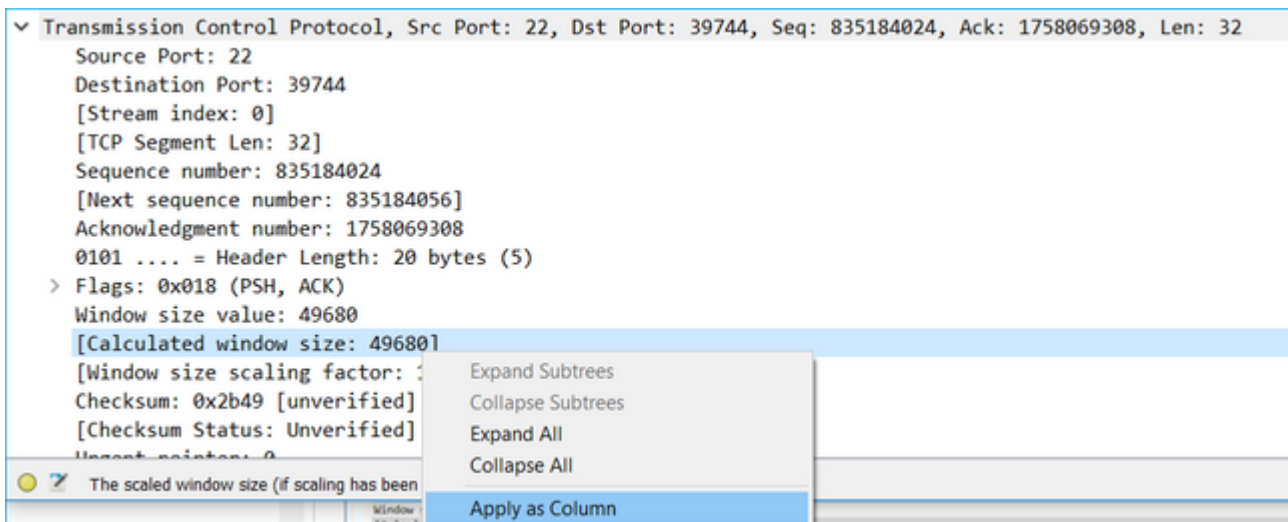 Transmission Control Protocol, Src Port: 22, Dst Port: 39744, Seq: 835184024, Ack: 1758069308, Len: 32
Source Port: 22
Destination Port: 39744
[Stream index: 0]
[TCP Segment Len: 32]
Sequence number: 835184024
[Next sequence number: 835184056]
Acknowledgment number: 1758069308
0101 .... = Header Length: 20 bytes (5)
Flags: 0x018 (PSH, ACK)
Window size value: 49680
[Calculated window size: 49680]
[Window size scaling factor:
Checksum: 0x2b49 [unverified]
[Checksum Status: Unverified]
Urgent pointer: 0
Expand Subtrees
Collapse Subtrees
Expand All
Collapse All
Apply as Column
The scaled window size (if scaling has been
Window